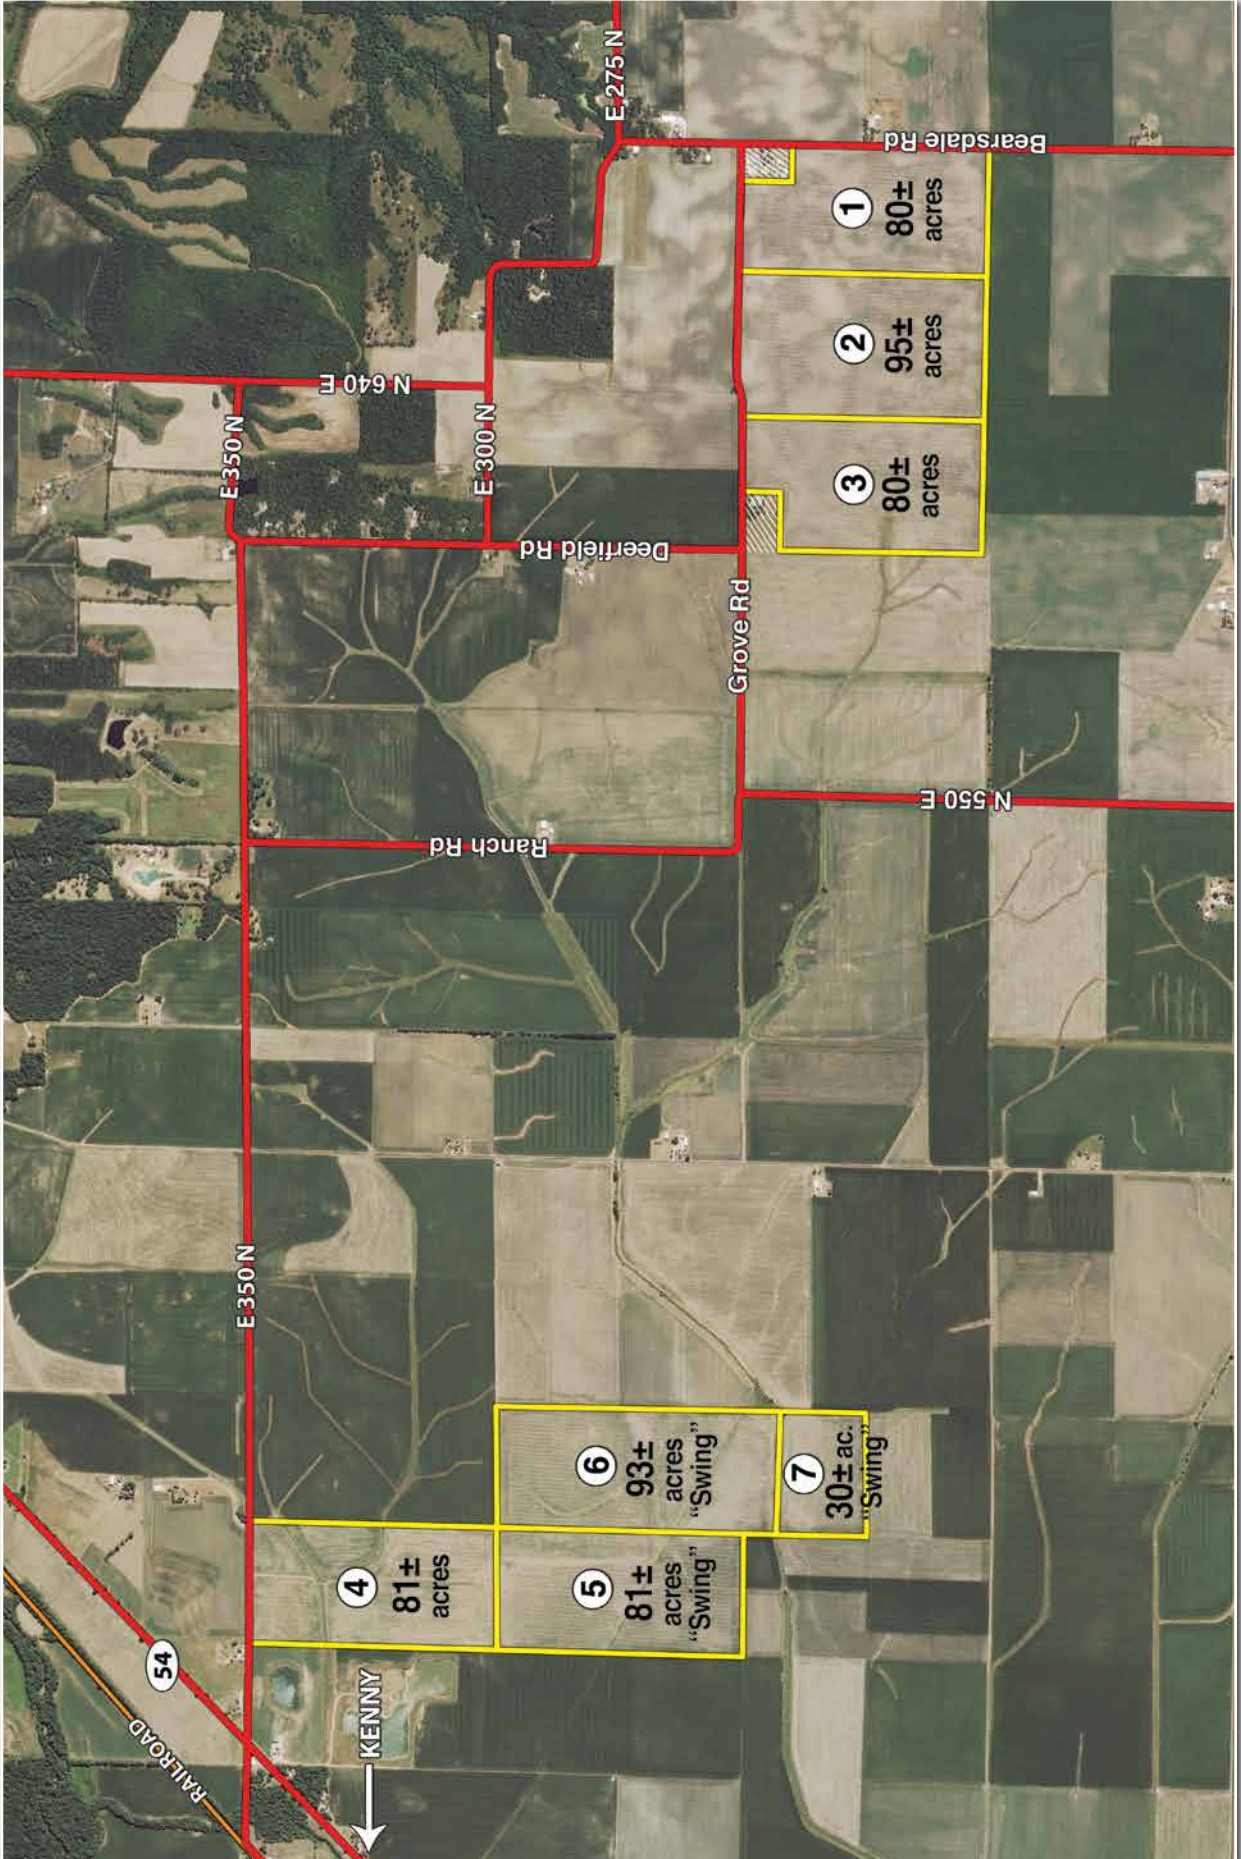 E 275 N
Bearsdale Rd
1
80±
acres
2
95±
acres
3
80±
acres
N 640 E
E 350 N
E 300 N
Deerfield Rd
Grove Rd
Ranch Rd
N 550 E
E 350 N
4
81±
acres
5
81±
acres
“Swing”
6
93±
acres
“Swing”
7
30± ac.
“Swing”
54
RAILROAD
KENNY